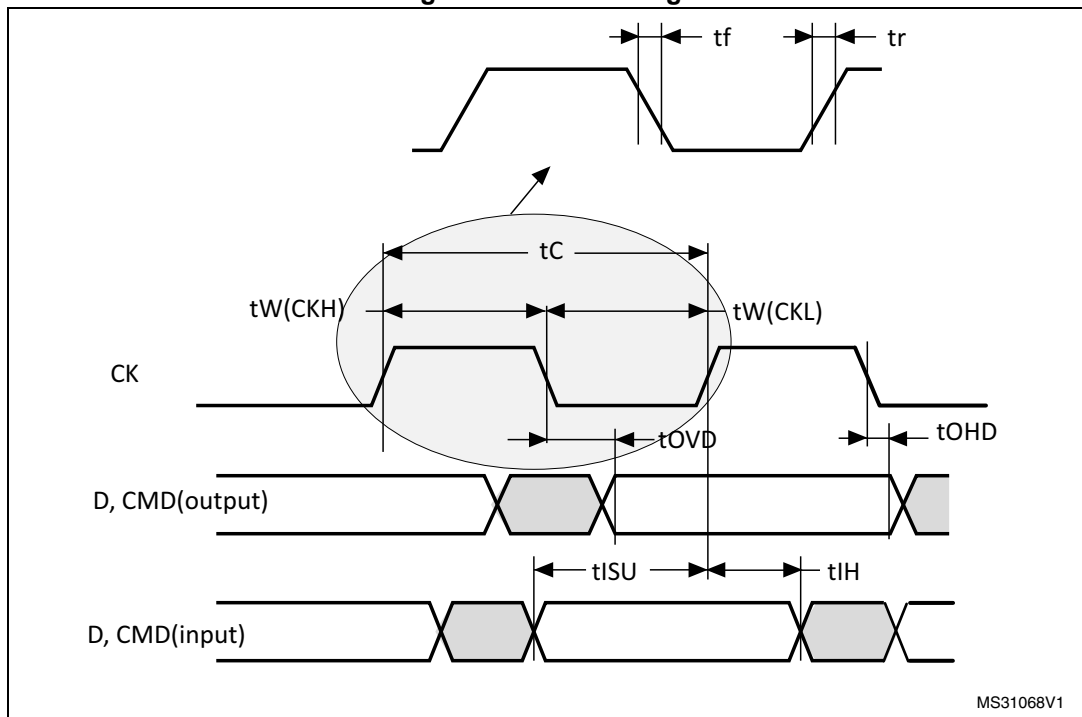 tf
tr
tC
tW(CKH)
tW(CKL)
CK
tOVD
tOHD
D, CMD(output)
tISU
tIH
D, CMD(input)
MS31068V1